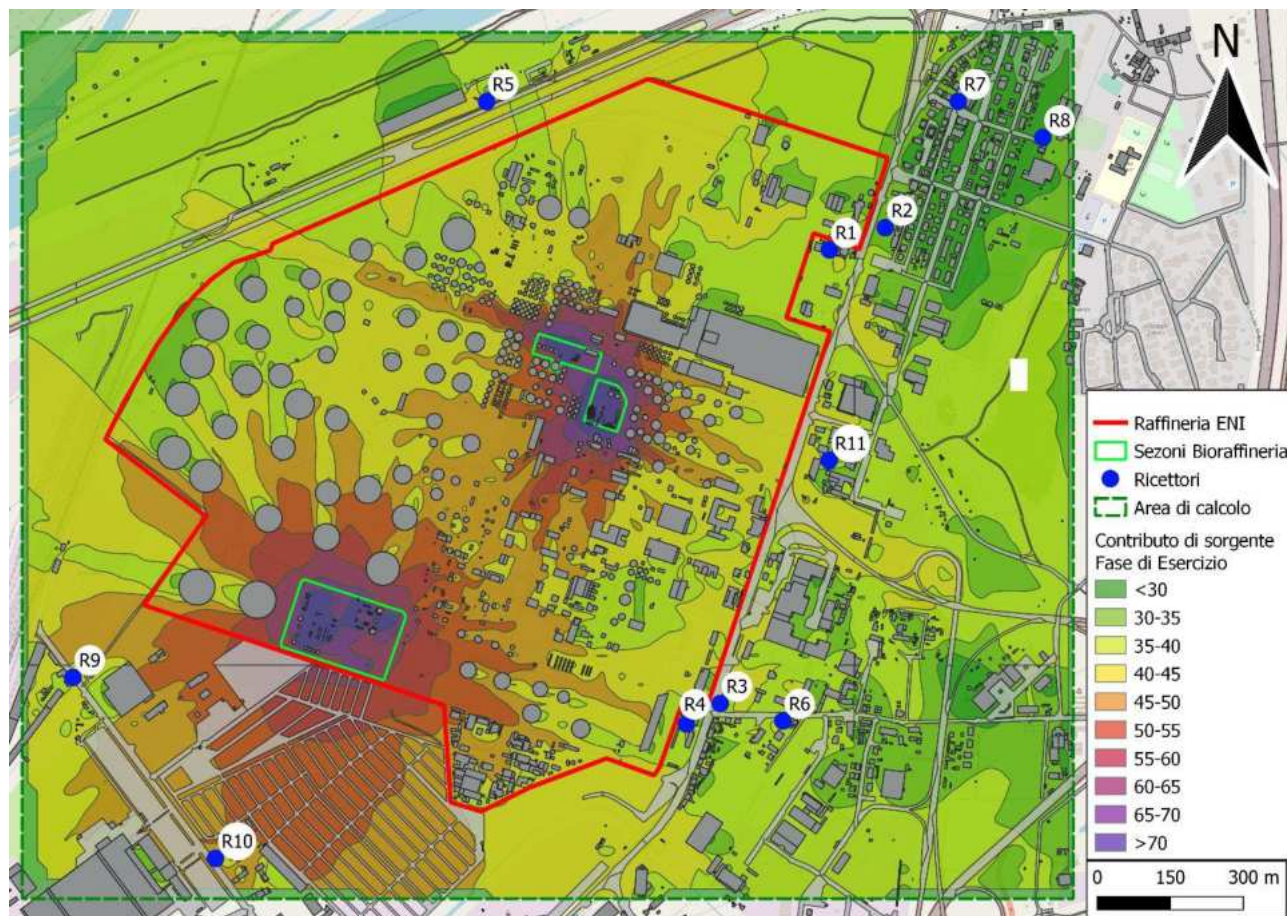 N
R5
R7
R8
R2
R1
R11
R9
R3
R4
R6
R10
Raffineria ENI
Sezoni Bioraffineria
Ricettori
Area di calcolo
Contributo di sorgente
Fase di Esercizio
<30
30-35
35-40
40-45
45-50
50-55
55-60
60-65
65-70
>70
0 150 300 m